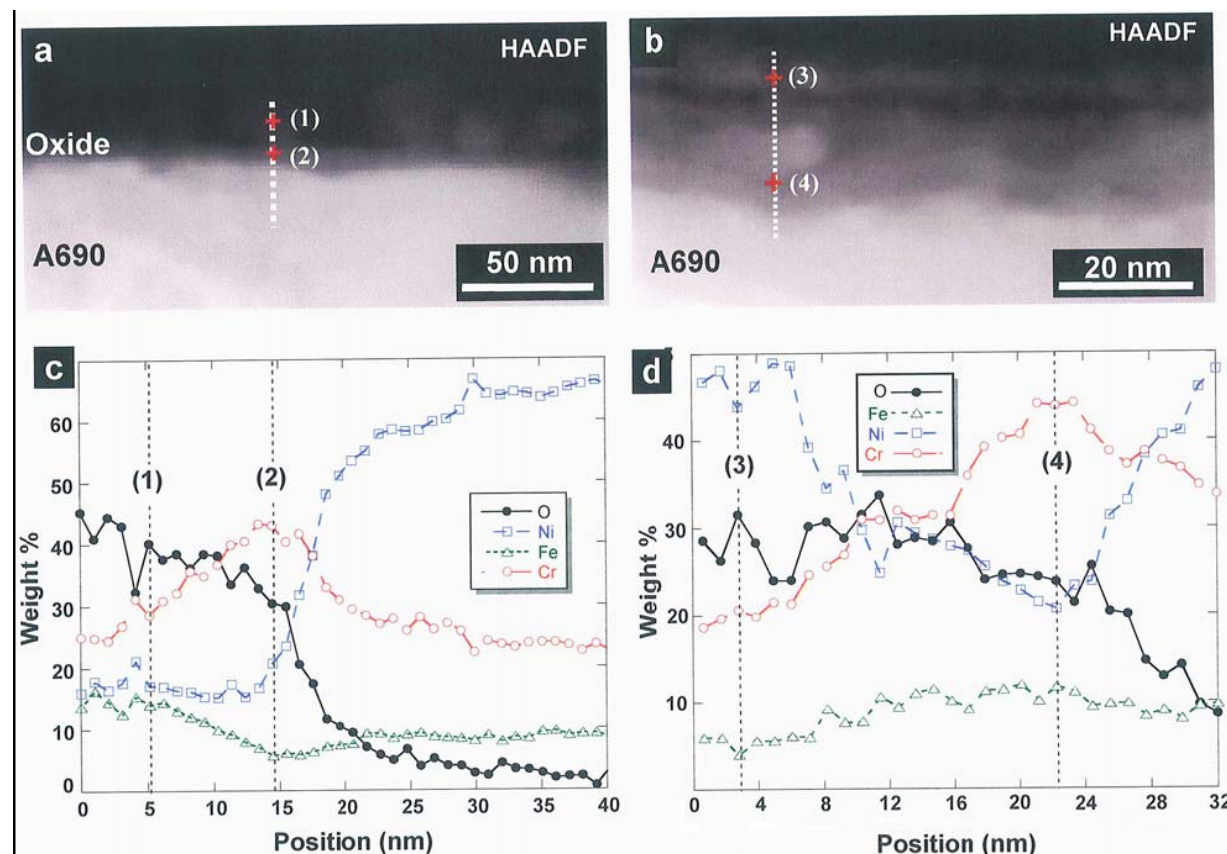 a
HAADF
(1)
Oxide
(2)
A690
50 nm
b
HAADF
(3)
(4)
A690
20 nm
c
Weight %
60
50
40
30
20
10
0
(1)
(2)
O
Ni
Fe
Cr
0 5 10 15 20 25 30 35 40
Position (nm)
d
Weight %
40
30
20
10
(3)
(4)
O
Fe
Ni
Cr
0 4 8 12 16 20 24 28 32
Position (nm)